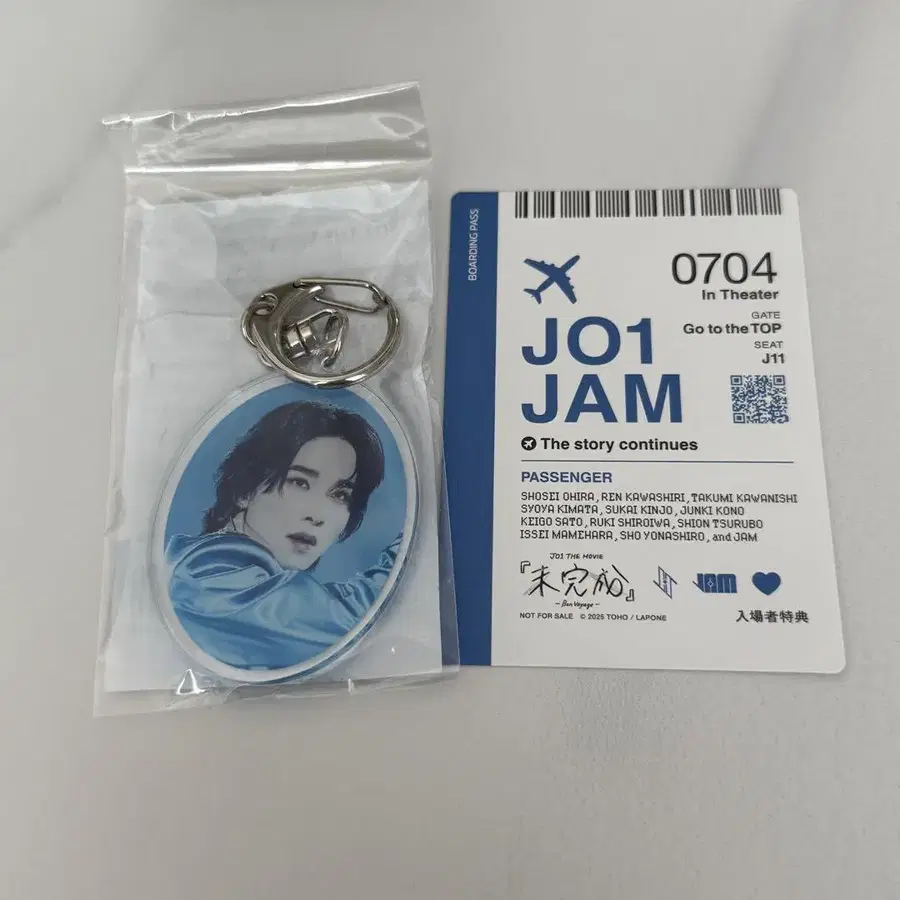 BOARDING PASS
0704
In Theater
GATE
Go to the TOP
SEAT
J11
JO1
JAM
The story continues
PASSENGER
SHOSEI OHIRA, REN KAWASHIRI, TAKUMI KAWANISHI
SYOYA KIMATA, SUKAI KINJO, JUNKI KONO
KEIGO SATO, RUKI SHIROIWA, SHION TSURUBO
ISSEI MAMEHARA, SHO YONASHIRO, and JAM
JO1 THE MOVIE
『未完成』
- Bon Voyage -
JAM
NOT FOR SALE © 2025 TOHO / LAPONE
入場者特典